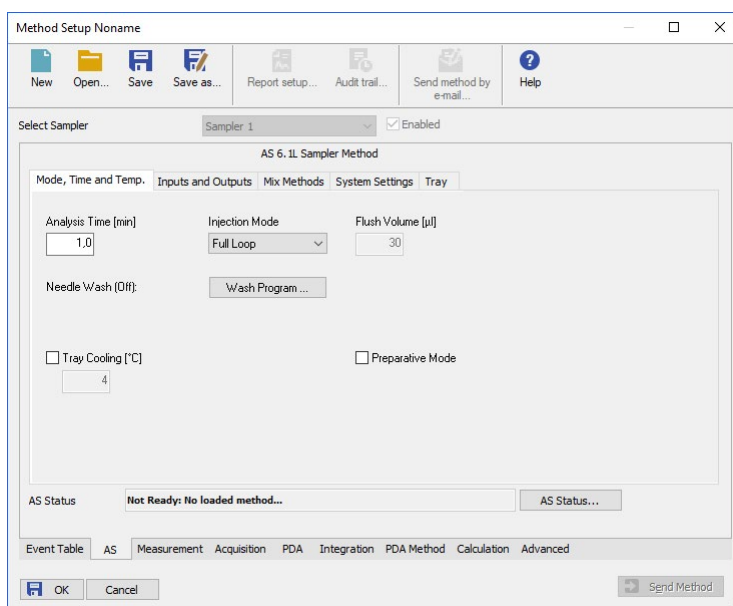 Method Setup Noname
New Open... Save Save as... Report setup... Audit trail... Send method by e-mail... Help
Select Sampler Sampler 1 Enabled
AS 6.1L Sampler Method
Mode, Time and Temp. Inputs and Outputs Mix Methods System Settings Tray
Analysis Time [min] Injection Mode Flush Volume [µl]
1,0 Full Loop 30
Needle Wash (Off): Wash Program ...
Tray Cooling [°C] Preparative Mode
4
AS Status Not Ready: No loaded method... AS Status...
Event Table AS Measurement Acquisition PDA Integration PDA Method Calculation Advanced
OK Cancel Send Method